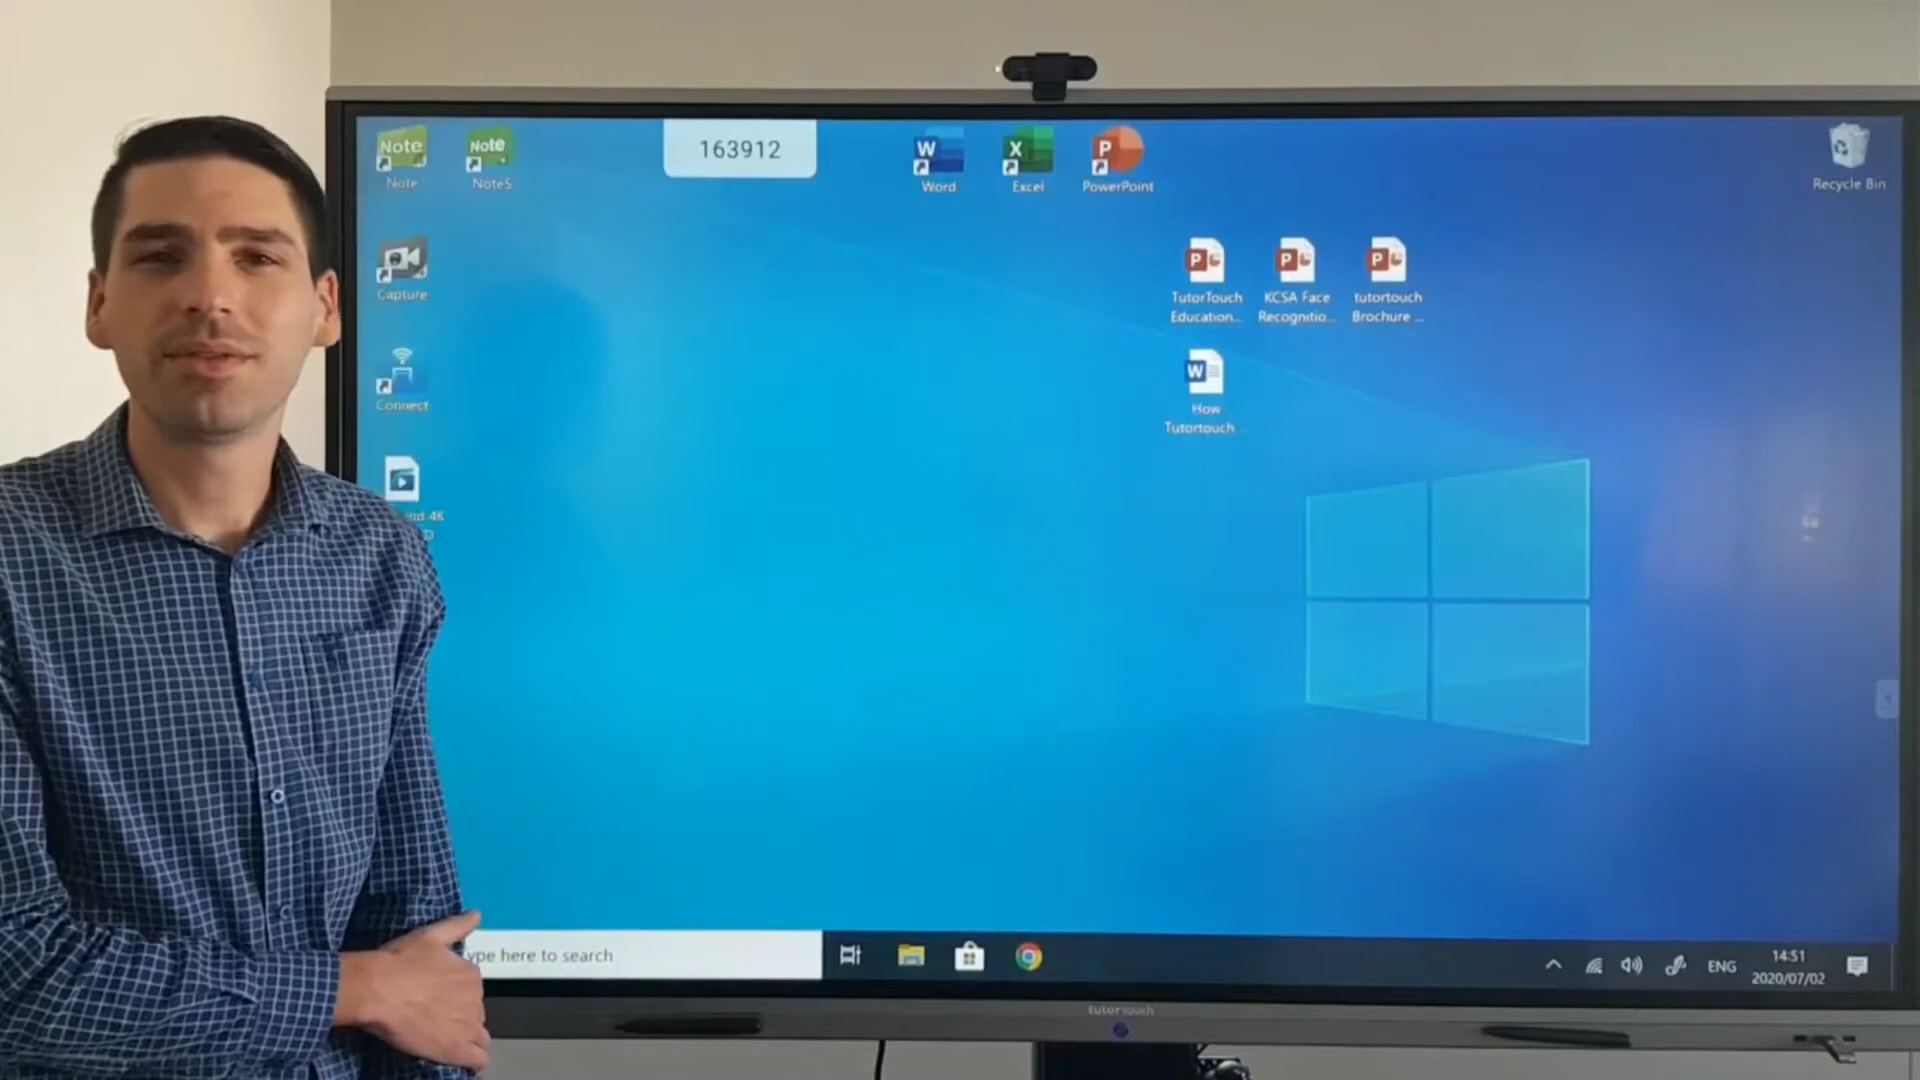 Note
Note
163912
W
X
P
Note
Note5
Word
Excel
PowerPoint
Recycle Bin
Capture
P
P
P
TutorTouch
Education...
KCSA Face
Recognitio...
tutortouch
Brochure ...
Connect
W
How
Tutortouch ...
4K
ype here to search
ENG
14:51
2020/07/02
tutortouch